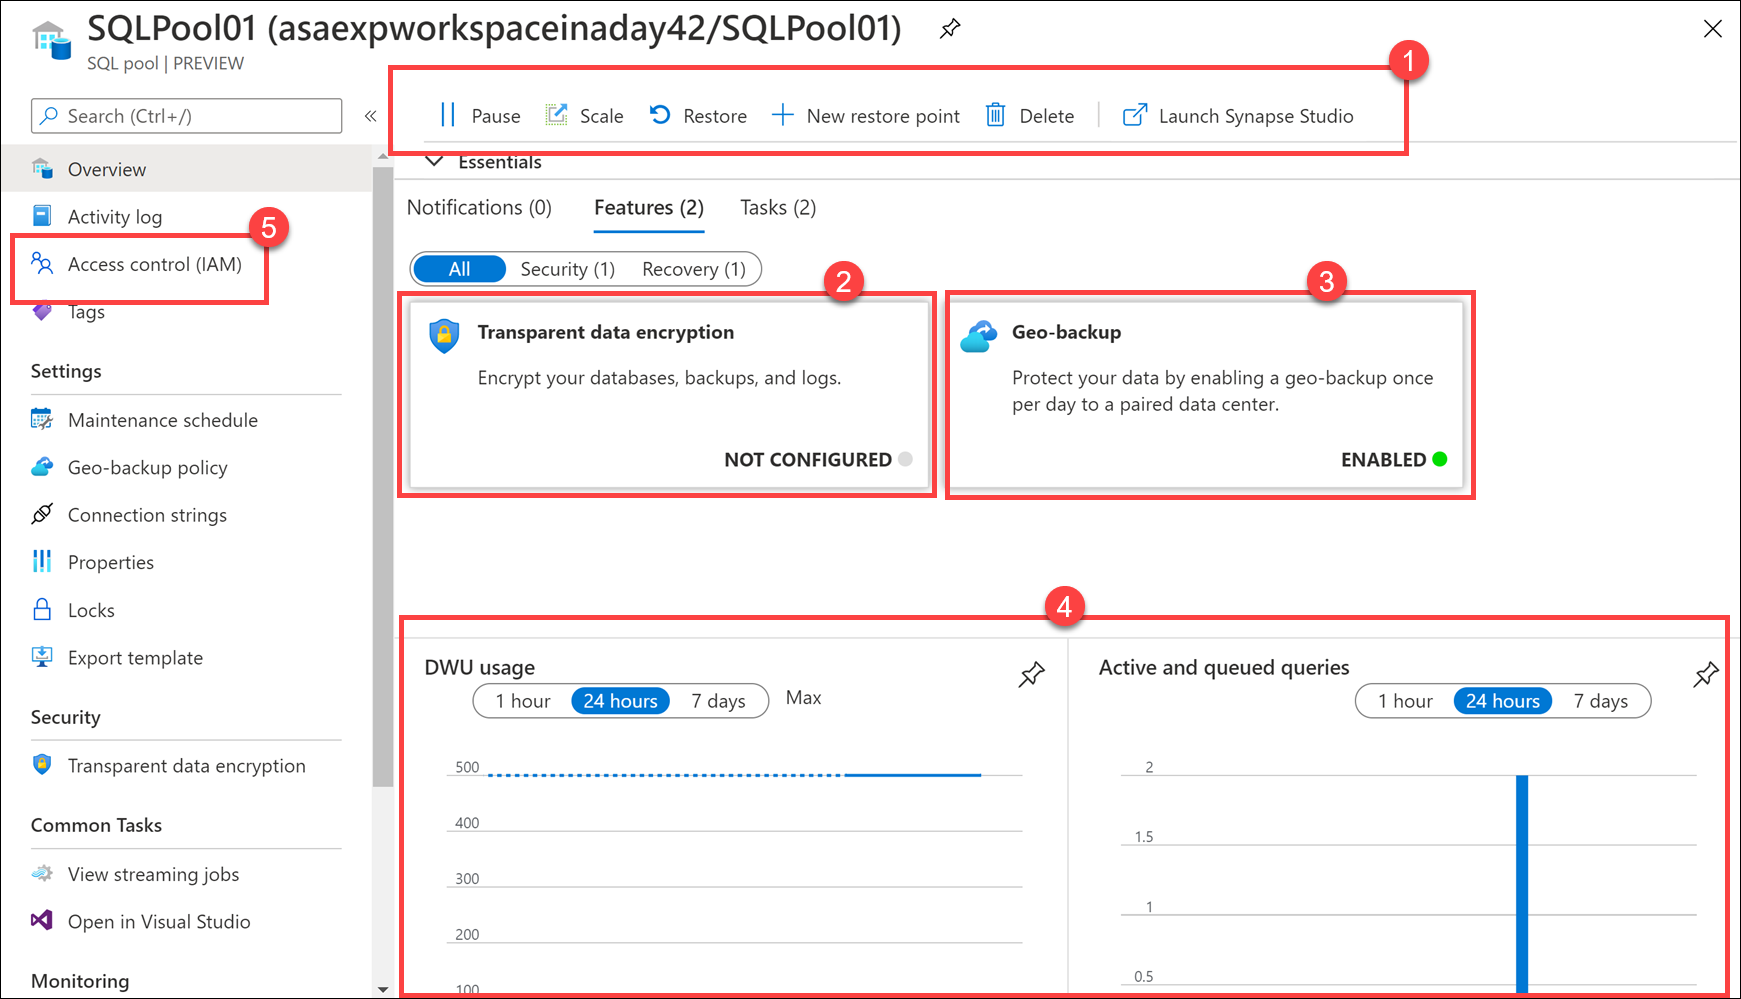 SQLPool01 (asaexpworkspaceinaday42/SQLPool01)
SQL pool | PREVIEW
Search (Ctrl+/)
«
Overview
Activity log
5
Access control (IAM)
Tags
Settings
Maintenance schedule
Geo-backup policy
Connection strings
Properties
Locks
Export template
Security
Transparent data encryption
Common Tasks
View streaming jobs
Open in Visual Studio
Monitoring
1
Pause Scale Restore New restore point Delete Launch Synapse Studio
Essentials
Notifications (0) Features (2) Tasks (2)
All Security (1) Recovery (1)
2
Transparent data encryption
Encrypt your databases, backups, and logs.
NOT CONFIGURED
3
Geo-backup
Protect your data by enabling a geo-backup once
per day to a paired data center.
ENABLED
4
DWU usage
1 hour 24 hours 7 days Max
500
400
300
200
100
Active and queued queries
1 hour 24 hours 7 days
2
1.5
1
0.5